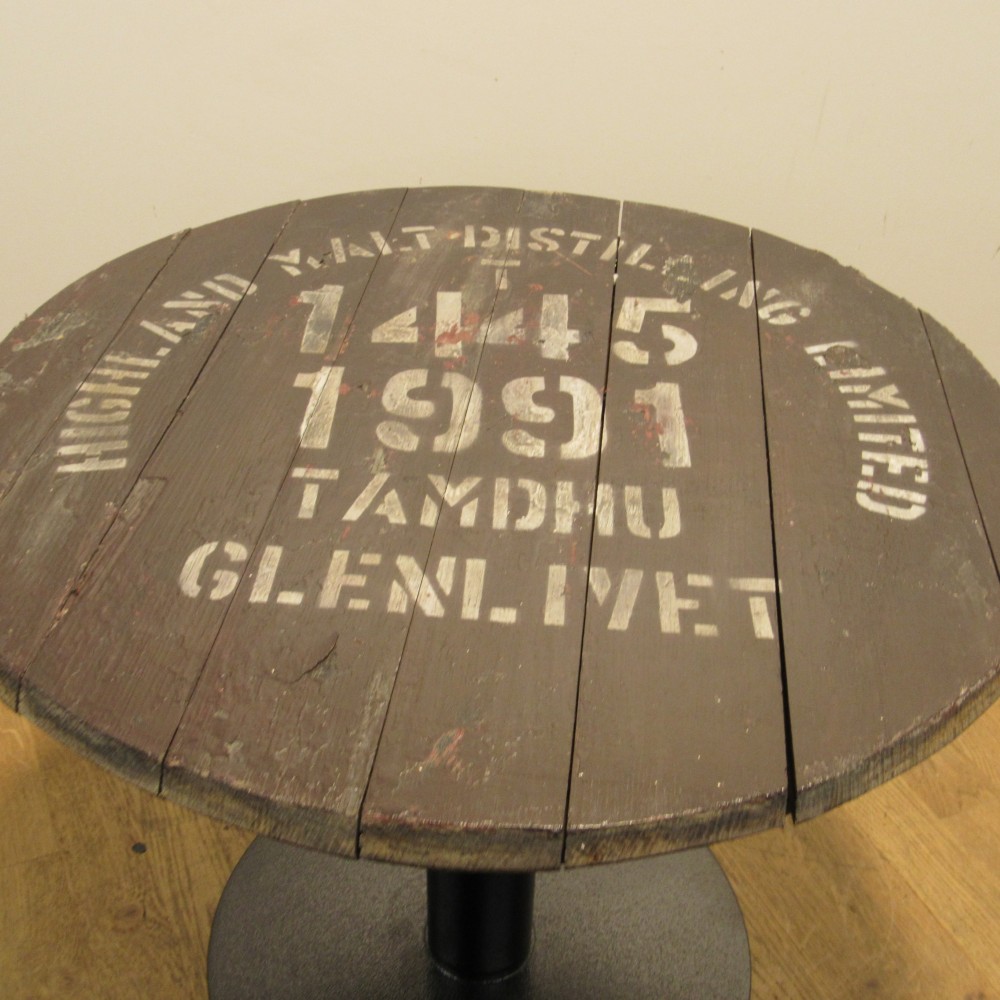 HIGHLAND MALT DISTILLING LIMITED
T
1445
1991
TAMDHU
GLENLIVET